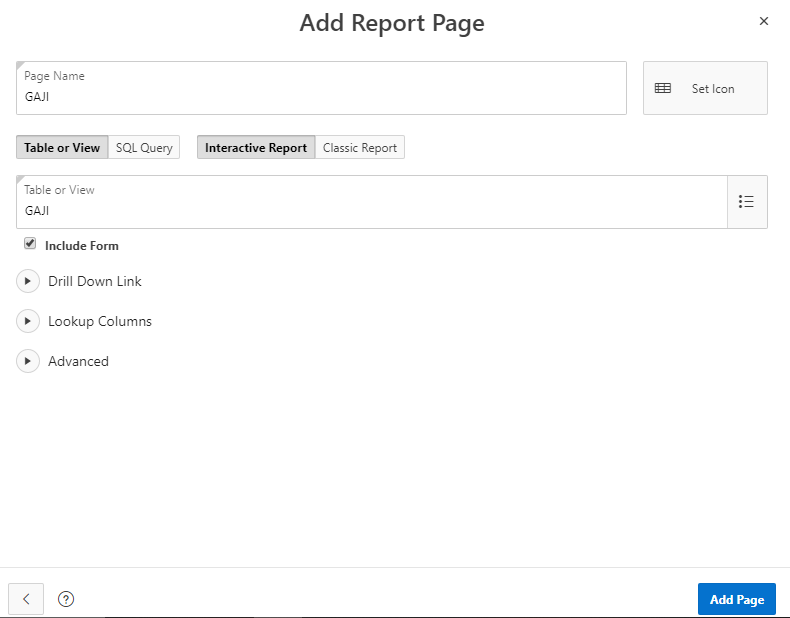 Add Report Page
Page Name
GAJI
Set Icon
Table or View SQL Query Interactive Report Classic Report
Table or View
GAJI
Include Form
Drill Down Link
Lookup Columns
Advanced
Add Page